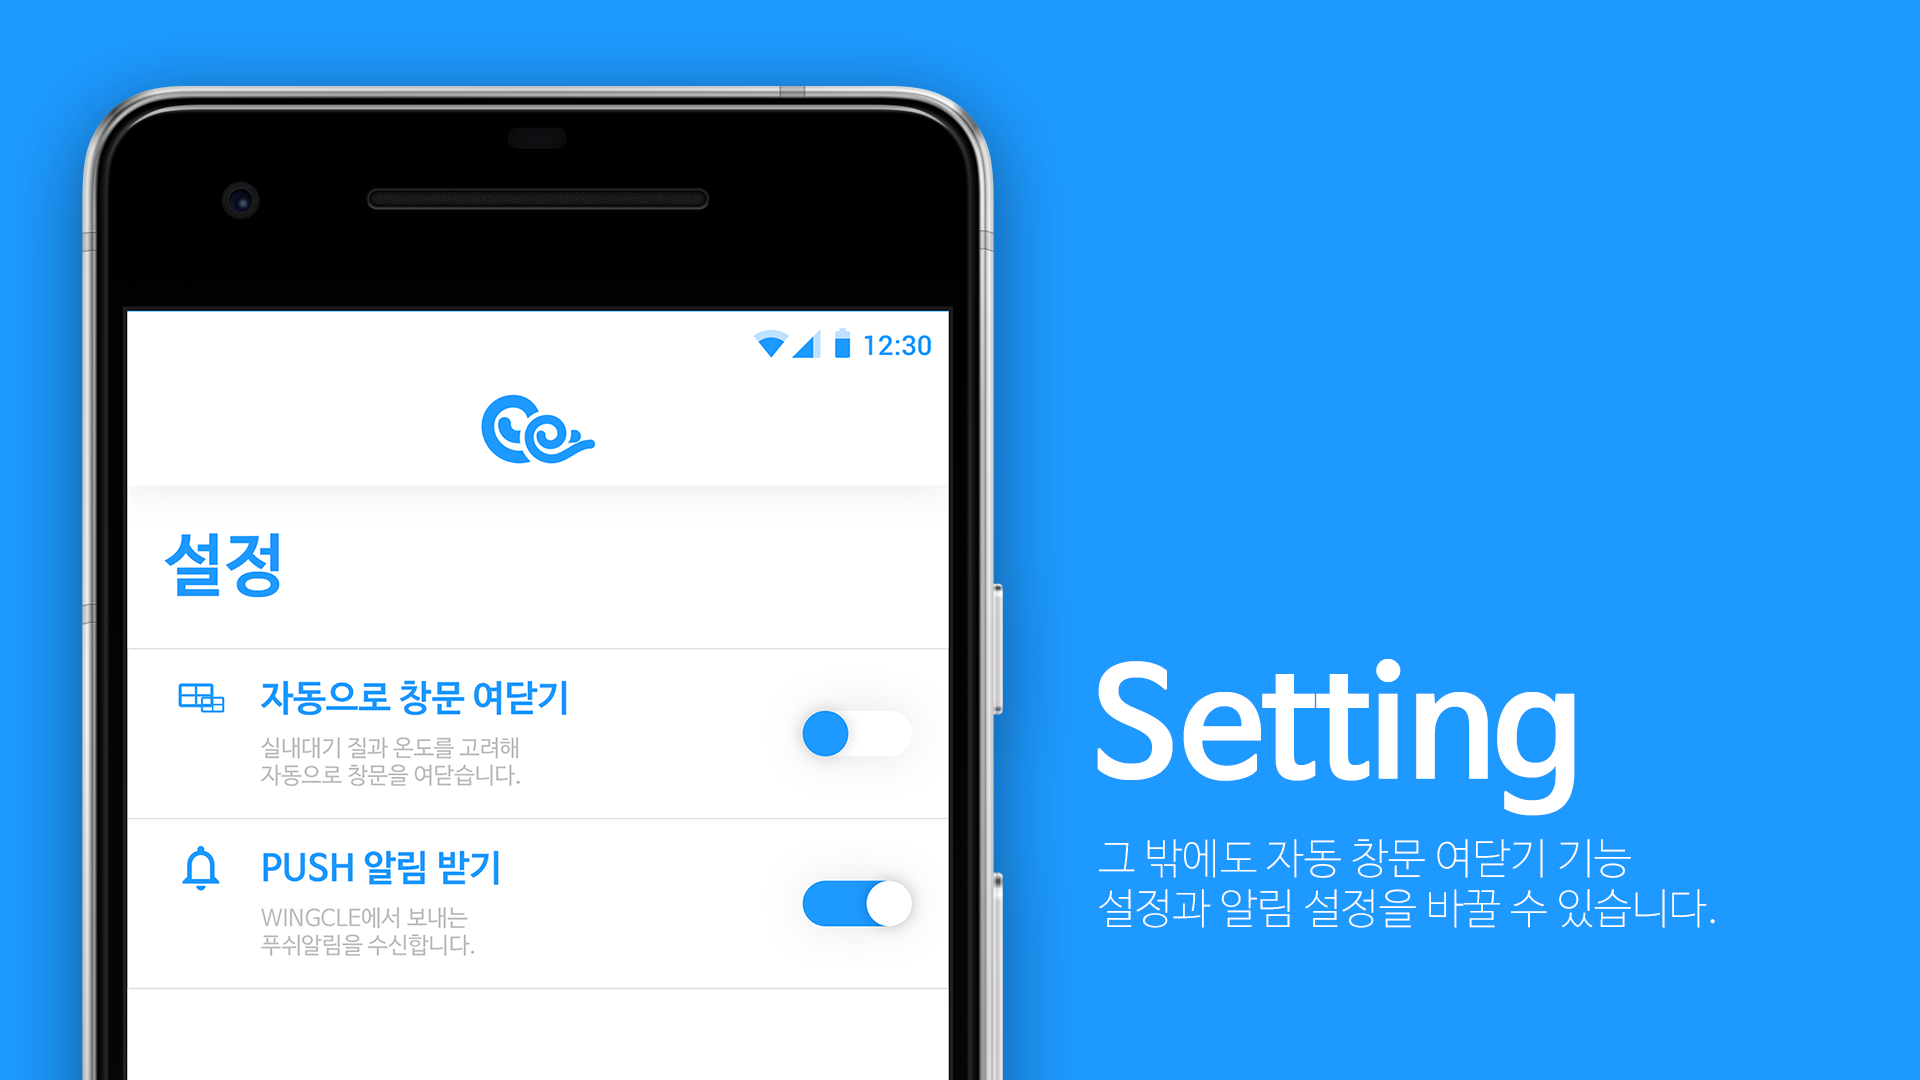 12:30
설정
자동으로 창문 여닫기
실내대기 질과 온도를 고려해
자동으로 창문을 여닫습니다.
PUSH 알림 받기
WINGCLE에서 보내는
푸쉬알림을 수신합니다.
Setting
그 밖에도 자동 창문 여닫기 기능
설정과 알림 설정을 바꿀 수 있습니다.